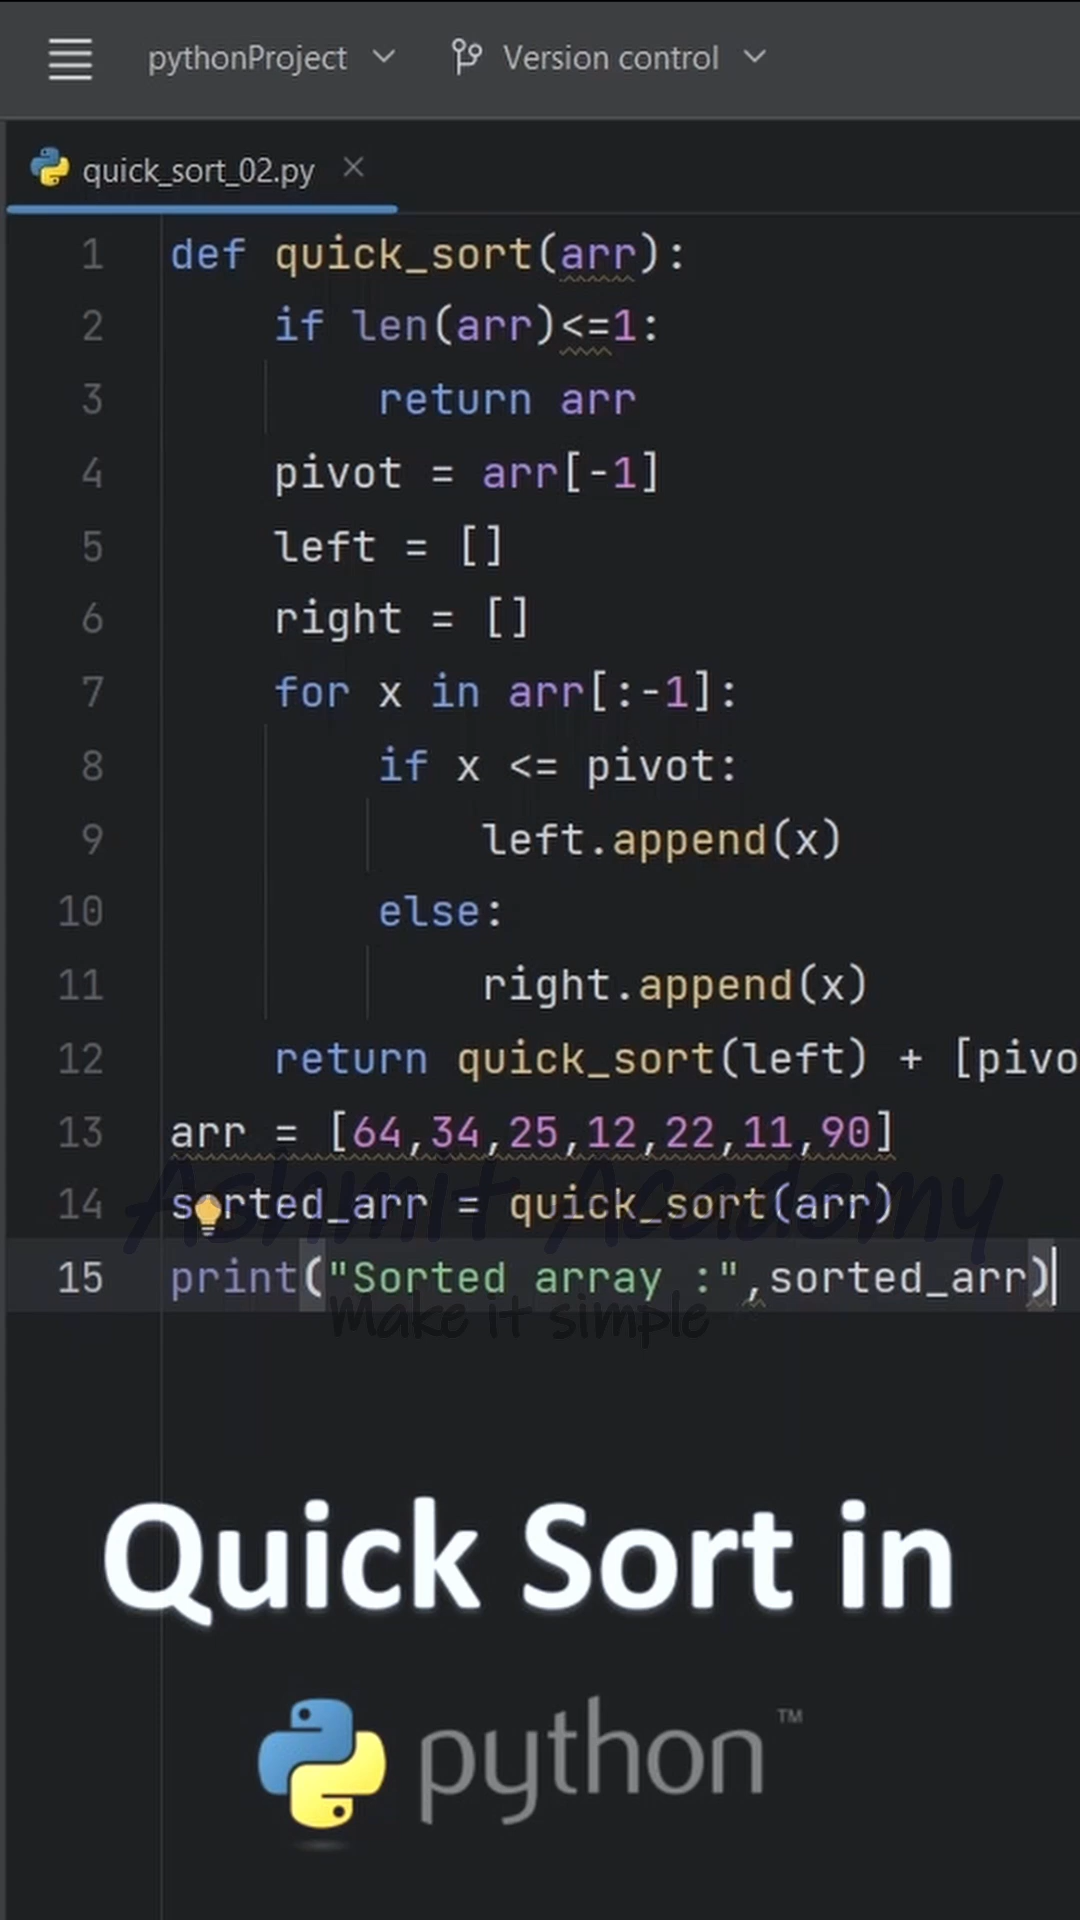 pythonProject Version control
quick_sort_02.py
1 def quick_sort(arr):
2     if len(arr)<=1:
3         return arr
4     pivot = arr[-1]
5     left = []
6     right = []
7     for x in arr[:-1]:
8         if x <= pivot:
9             left.append(x)
10         else:
11             right.append(x)
12     return quick_sort(left) + [pivo
13 arr = [64,34,25,12,22,11,90]
Ashmit Academy
14 sorted_arr = quick_sort(arr)
15 print("Sorted array :",sorted_arr)
Make it simple
Quick Sort in
python™